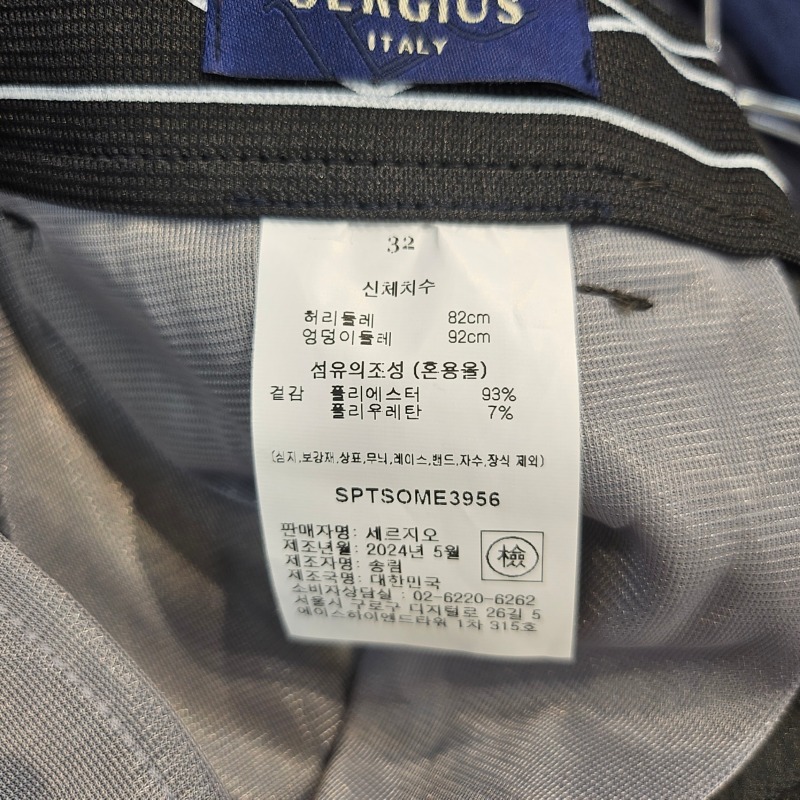 SERGIUS
ITALY
32
신체치수
허리둘레 82cm
엉덩이둘레 92cm
섬유의조성 (혼용율)
겉감 폴리에스터 93%
폴리우레탄 7%
(심지,보강재,상표,무늬,레이스,밴드,자수,장식 제외)
SPTSOME3956
판매자명: 세르지오
제조년월: 2024년 5월
제조자명: 송림
제조국명: 대한민국
檢
소비자상담실 : 02-6220-6262
서울시 구로구 디지털로 26길 5
에이스하이엔드타워 1차 315호